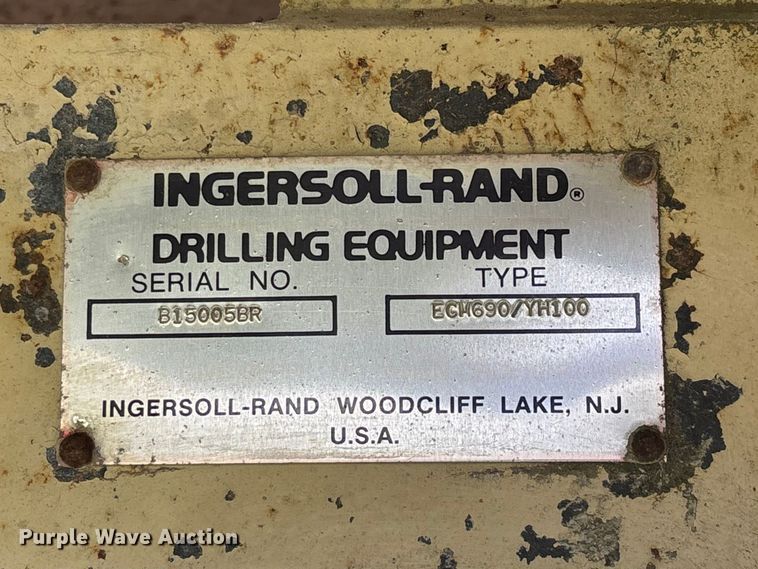 INGERSOLL-RAND®
DRILLING EQUIPMENT
SERIAL NO. TYPE
B15005BR ECM690/YH100
INGERSOLL-RAND WOODCLIFF LAKE, N.J.
U.S.A.
Purple Wave Auction